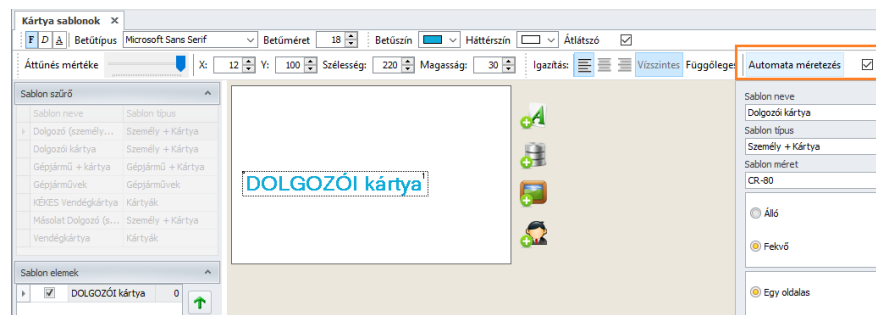 Kártya sablonok ×
F D A Betűtípus Microsoft Sans Serif Betűméret 18 Betűszín Háttérszín Átlátszó
Áttűnés mértéke X: 12 Y: 100 Szélesség: 220 Magasság: 30 Igazítás: Vízszintes Függőleges Automata méretezés
Sablon szűrő
Sablon neve Sablon típus
Dolgozó (személy... Személy + Kártya
Dolgozói kártya Személy + Kártya
Gépjármű + kártya Gépjármű + Kártya
Gépjárművek Gépjárművek
KÉKES Vendégkártya Kártyák
Másolat Dolgozó (s... Személy + Kártya
Vendégkártya Kártyák
Sablon elemek
DOLGOZÓI kártya 0
DOLGOZÓI kártya
1
A
Sablon neve
Dolgozói kártya
Sablon típus
Személy + Kártya
Sablon méret
CR-80
Álló
Fekvő
Egy oldalas